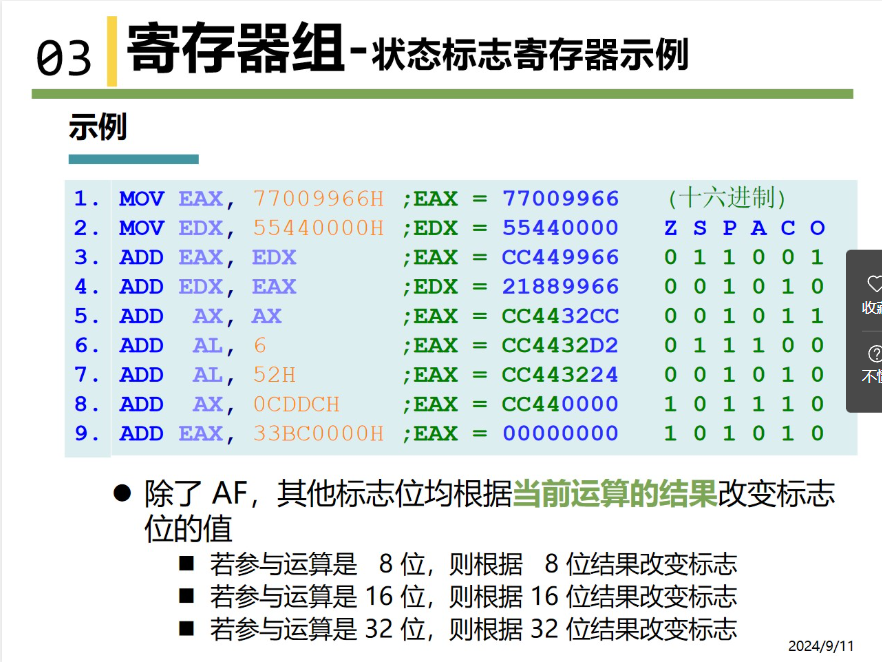 03 寄存器组-状态标志寄存器示例
示例
1. MOV EAX, 77009966H ;EAX = 77009966 (十六进制)
2. MOV EDX, 55440000H ;EDX = 55440000 Z S P A C O
3. ADD EAX, EDX ;EAX = CC449966 0 1 1 0 0 1
4. ADD EDX, EAX ;EDX = 21889966 0 0 1 0 1 0
5. ADD AX, AX ;EAX = CC4432CC 0 0 1 0 1 1
6. ADD AL, 6 ;EAX = CC4432D2 0 1 1 1 0 0
7. ADD AL, 52H ;EAX = CC443224 0 0 1 0 1 0
8. ADD AX, 0CDDCH ;EAX = CC440000 1 0 1 1 1 0
9. ADD EAX, 33BC0000H ;EAX = 00000000 1 0 1 0 1 0
● 除了 AF，其他标志位均根据当前运算的结果改变标志
位的值
■ 若参与运算是 8 位，则根据 8 位结果改变标志
■ 若参与运算是 16 位，则根据 16 位结果改变标志
■ 若参与运算是 32 位，则根据 32 位结果改变标志
2024/9/11
收
不